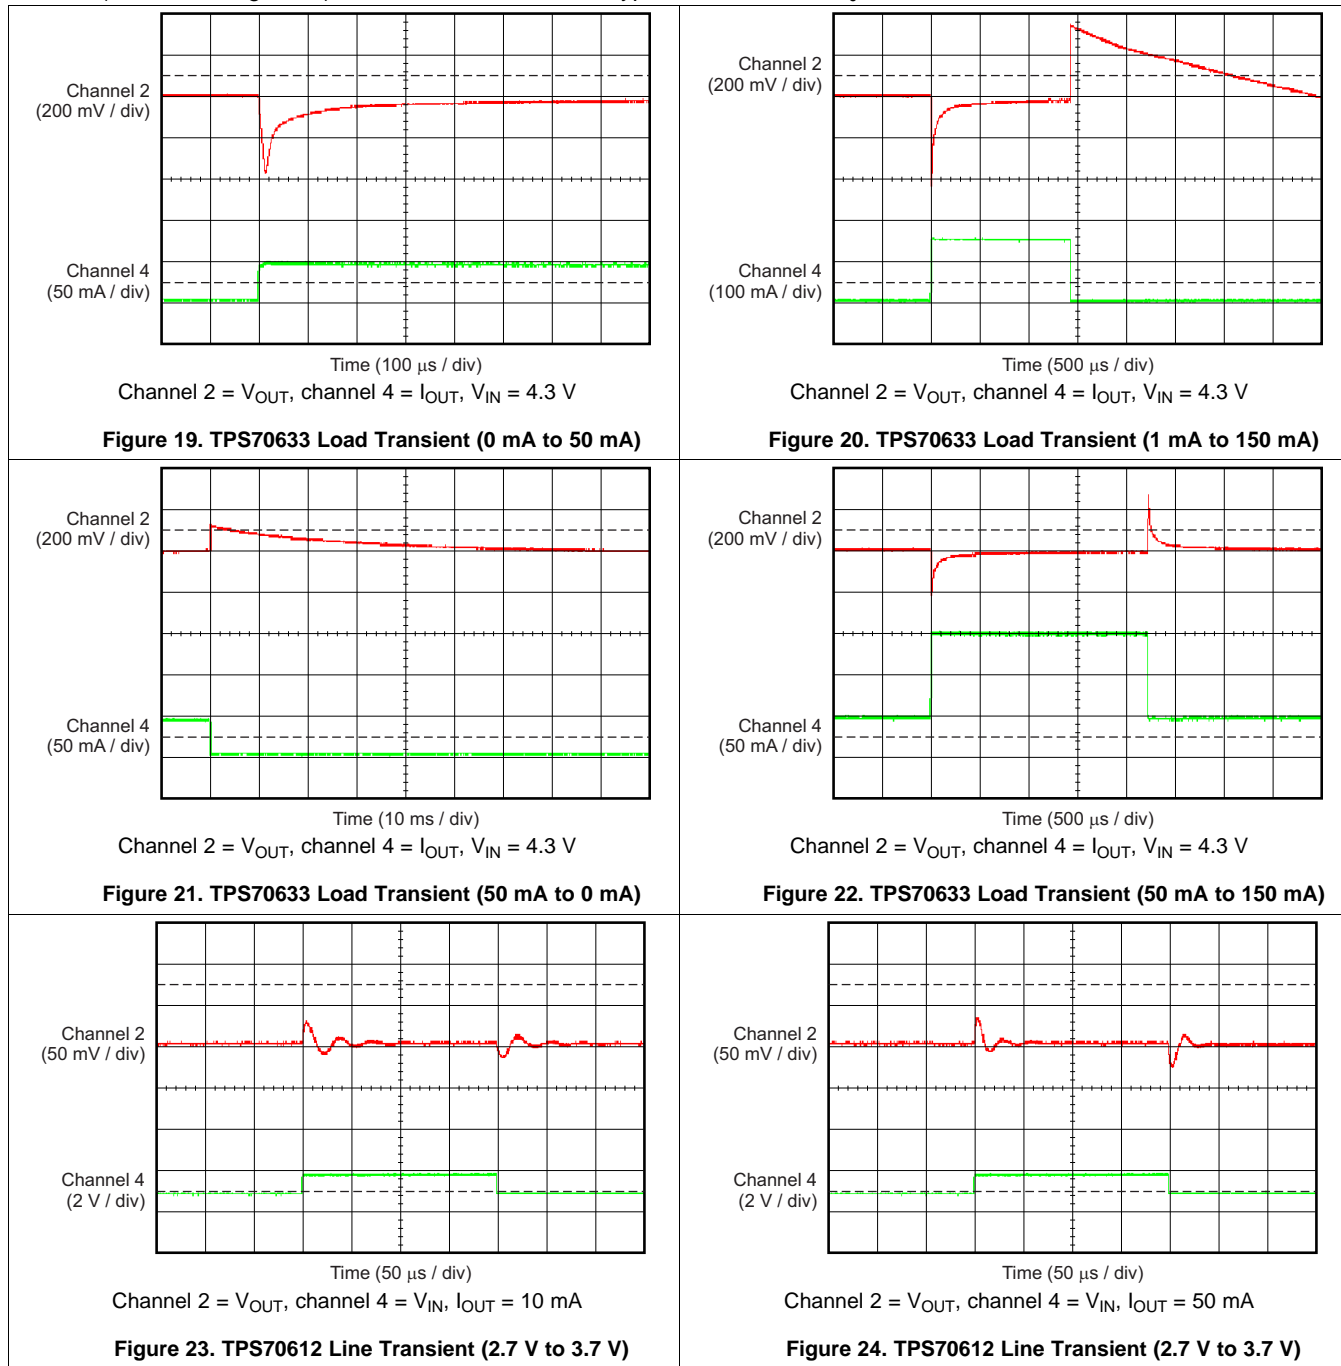 Channel 2
(200 mV / div)
Channel 4
(50 mA / div)
Time (100 μs / div)
Channel 2 = VOUT, channel 4 = IOUT, VIN = 4.3 V
Figure 19. TPS70633 Load Transient (0 mA to 50 mA)
Channel 2
(200 mV / div)
Channel 4
(100 mA / div)
Time (500 μs / div)
Channel 2 = VOUT, channel 4 = IOUT, VIN = 4.3 V
Figure 20. TPS70633 Load Transient (1 mA to 150 mA)
Channel 2
(200 mV / div)
Channel 4
(50 mA / div)
Time (10 ms / div)
Channel 2 = VOUT, channel 4 = IOUT, VIN = 4.3 V
Figure 21. TPS70633 Load Transient (50 mA to 0 mA)
Channel 2
(200 mV / div)
Channel 4
(50 mA / div)
Time (500 μs / div)
Channel 2 = VOUT, channel 4 = IOUT, VIN = 4.3 V
Figure 22. TPS70633 Load Transient (50 mA to 150 mA)
Channel 2
(50 mV / div)
Channel 4
(2 V / div)
Time (50 μs / div)
Channel 2 = VOUT, channel 4 = VIN, IOUT = 10 mA
Figure 23. TPS70612 Line Transient (2.7 V to 3.7 V)
Channel 2
(50 mV / div)
Channel 4
(2 V / div)
Time (50 μs / div)
Channel 2 = VOUT, channel 4 = VIN, IOUT = 50 mA
Figure 24. TPS70612 Line Transient (2.7 V to 3.7 V)